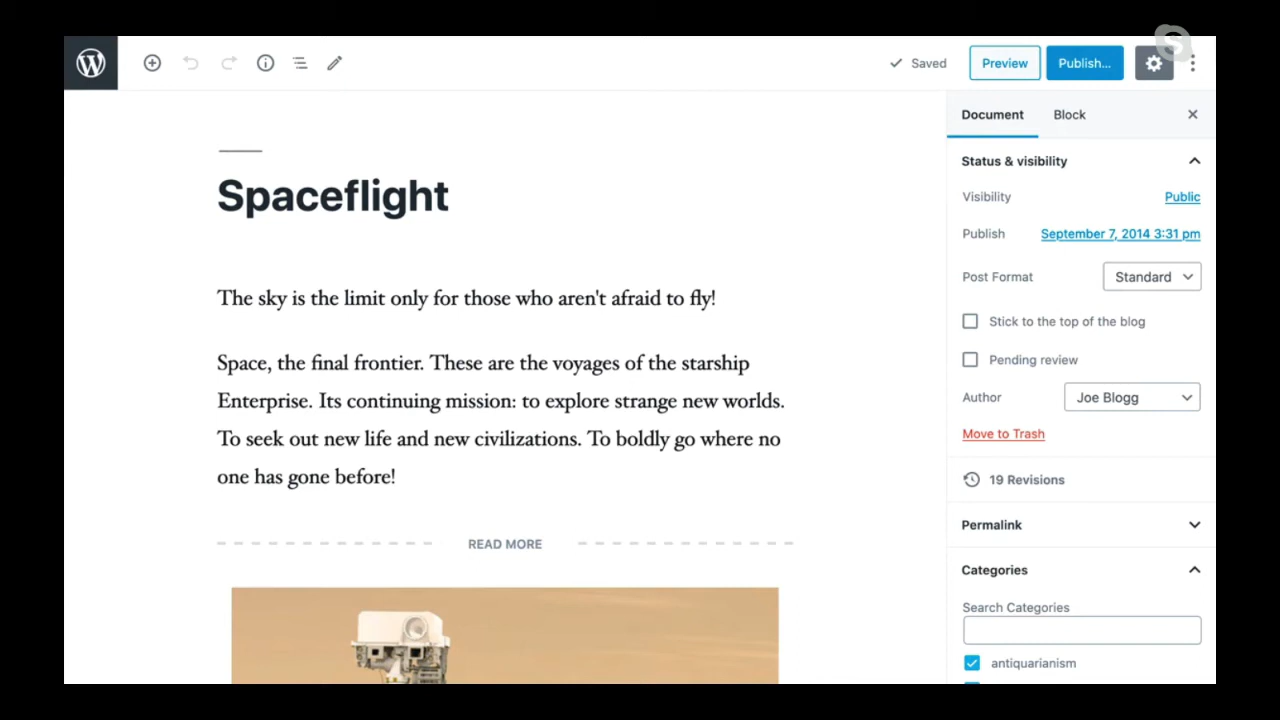 Saved
Preview
Publish...
Document
Block
Status & visibility
Visibility
Public
Publish
September 7, 2014 3:31 pm
Post Format
Standard
Stick to the top of the blog
Pending review
Author
Joe Blogg
Move to Trash
19 Revisions
Permalink
Categories
Search Categories
antiquarianism
Spaceflight
The sky is the limit only for those who aren't afraid to fly!
Space, the final frontier. These are the voyages of the starship
Enterprise. Its continuing mission: to explore strange new worlds.
To seek out new life and new civilizations. To boldly go where no
one has gone before!
READ MORE